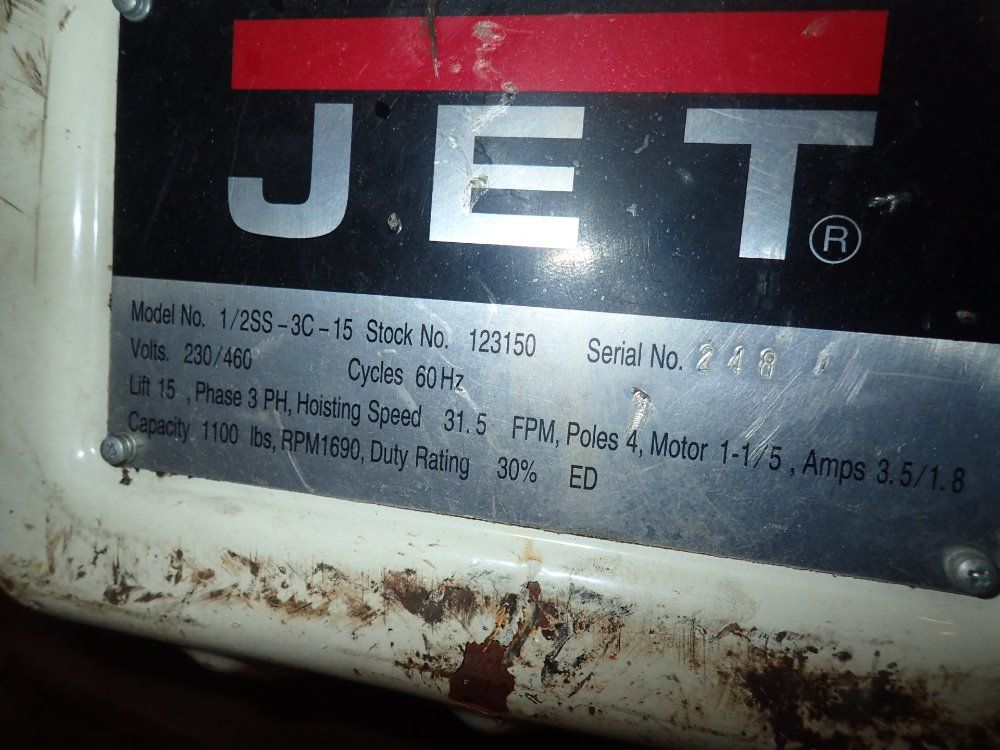 JET
®
Model No. 1/2SS-3C-15 Stock No. 123150 Serial No. 248
Volts. 230/460 Cycles 60Hz
Lift 15 , Phase 3 PH, Hoisting Speed 31.5 FPM, Poles 4, Motor 1-1/5 , Amps 3.5/1.8
Capacity 1100 lbs, RPM1690, Duty Rating 30% ED